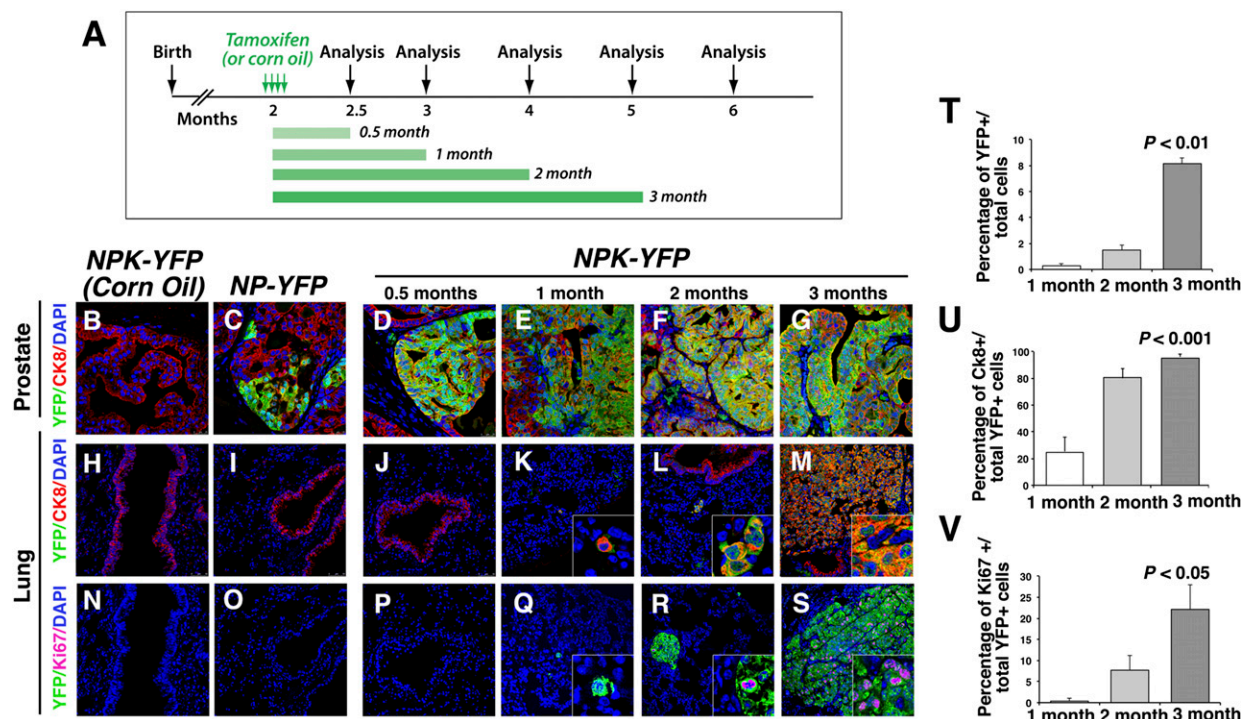 A
Birth
Tamoxifen
(or corn oil)
Analysis
Analysis
Analysis
Analysis
Analysis
Months
2
2.5
3
4
5
6
0.5 month
1 month
2 month
3 month
NPK-YFP
(Corn Oil)
NP-YFP
NPK-YFP
0.5 months
1 month
2 months
3 months
Prostate
YFP/CK8/DAPI
B
C
D
E
F
G
Lung
YFP/CK8/DAPI
H
I
J
K
L
M
YFP/Ki67/DAPI
N
O
P
Q
R
S
T
Percentage of YFP+/
total cells
10
8
6
4
2
0
P < 0.01
1 month
2 month
3 month
U
Percentage of Ck8+/
total YFP+ cells
100
80
60
40
20
0
P < 0.001
1 month
2 month
3 month
V
Percentage of Ki67 +/
total YFP+ cells
30
25
20
15
10
5
0
P < 0.05
1 month
2 month
3 month